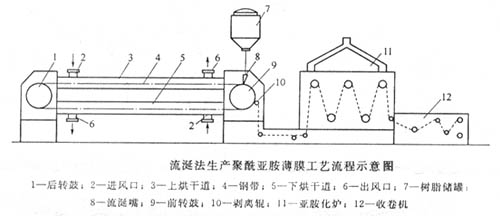 1 2 3 4 5 6 7 8 9 10 11 12
6 2
流涎法生产聚酰亚胺薄膜工艺流程示意图
1—后转鼓；2—进风口；3—上烘干道；4—钢带；5—下烘干道；6—出风口；7—树脂储罐；
8—流涎嘴；9—前转鼓；10—剥离辊；11—亚胺化炉；12—收卷机